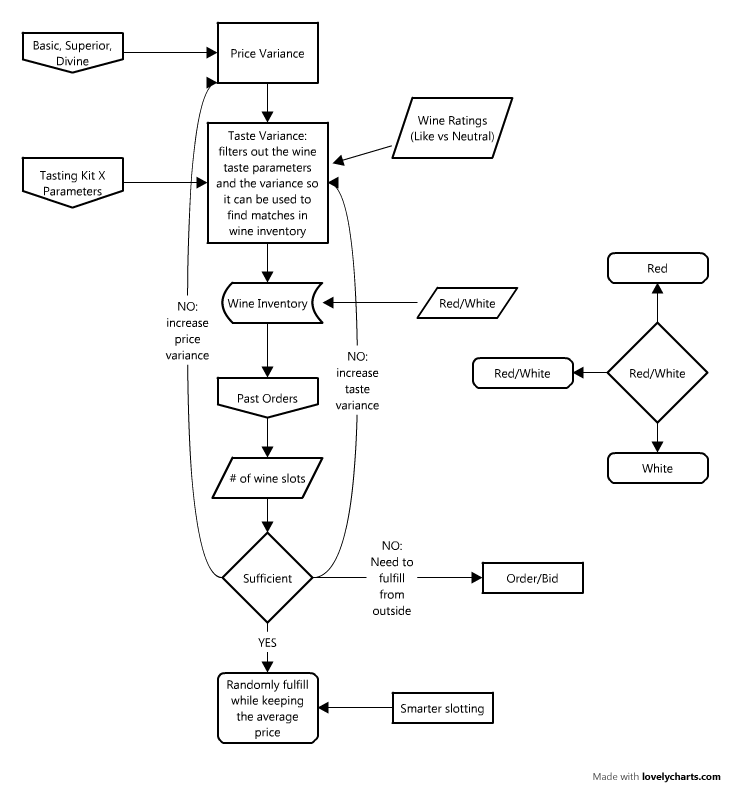 Basic, Superior,
Divine
Price Variance
Wine Ratings
(Like vs Neutral)
Taste Variance:
filters out the wine
taste parameters
and the variance so
it can be used to
find matches in
wine inventory
Tasting Kit X
Parameters
Red
Wine Inventory
Red/White
NO:
increase
price
variance
NO:
increase
taste
variance
Red/White
Red/White
Past Orders
White
# of wine slots
NO:
Need to
fulfill
from
outside
Sufficient
Order/Bid
YES
Randomly fulfill
while keeping
the average
price
Smarter slotting
Made with lovelycharts.com